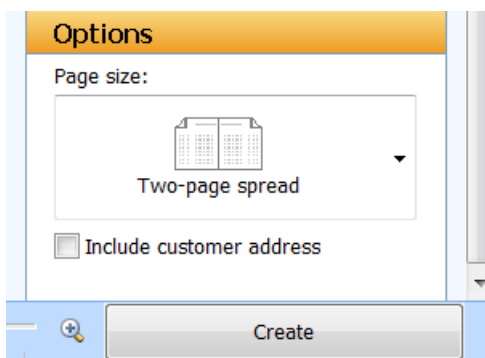 Options
Page size:
Two-page spread
Include customer address
Create